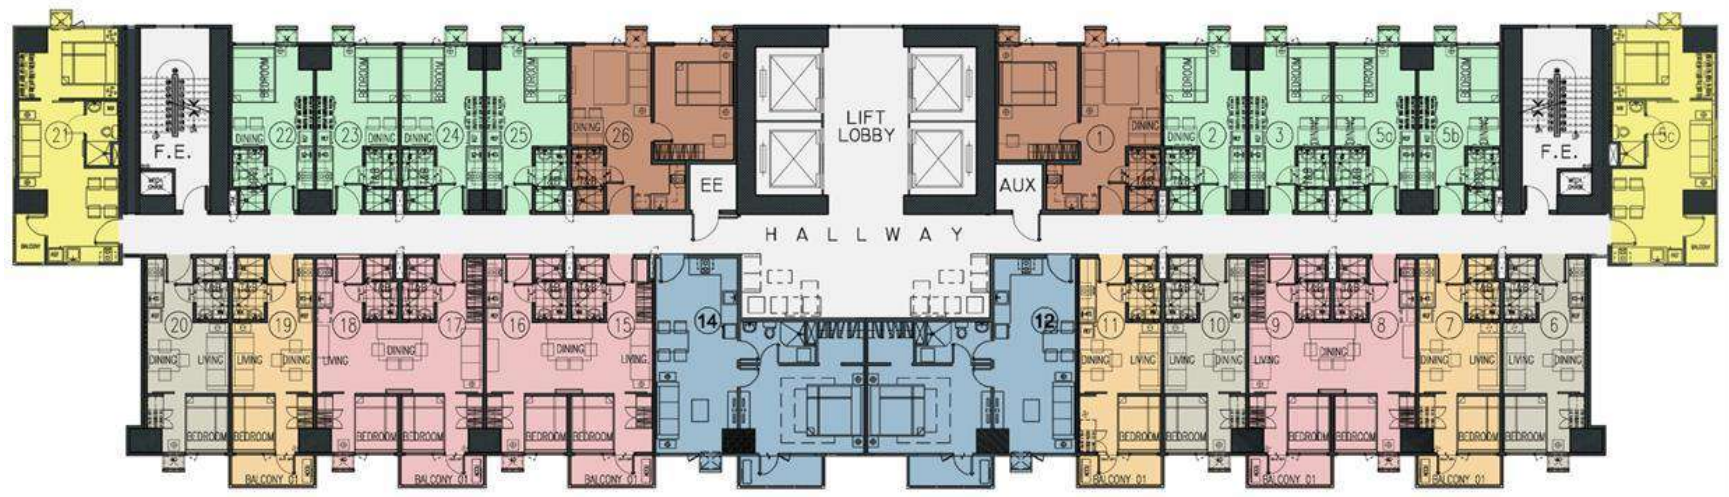 BEDROOM
BEDROOM
BEDROOM
BEDROOM
BEDROOM
BEDROOM
BEDROOM
BEDROOM
21
DINING
22
23
DINING
DINING
24
25
DINING
26
LIFT
LOBBY
1
DINING
DINING
2
3
DINING
5a
5b
DINING
5c
F.E.
F.E.
EE
AUX
HALLWAY
BALCONY
BALCONY
20
19
18
17
16
15
14
12
11
10
9
8
7
6
DINING
LIVING
LIVING
DINING
LIVING
DINING
DINING
LIVING
DINING
LIVING
LIVING
DINING
LIVING
DINING
DINING
LIVING
LIVING
DINING
BEDROOM
BEDROOM
BEDROOM
BEDROOM
BEDROOM
BEDROOM
BEDROOM
BEDROOM
BEDROOM
BEDROOM
BEDROOM
BEDROOM
BALCONY 01
BALCONY 01
BALCONY 01
BALCONY 01
BALCONY 01
BALCONY 01